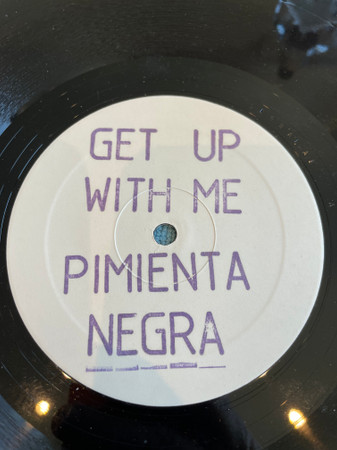 GET UP
WITH ME
PIMIENTA
NEGRA